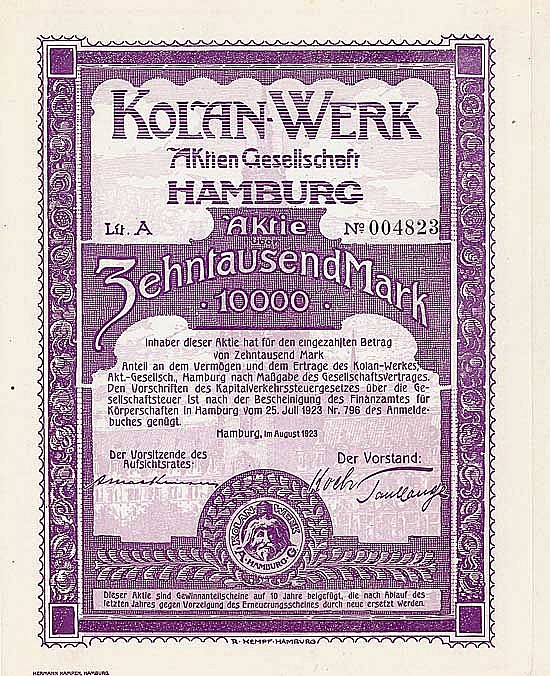 KOLAN-WERK
Aktien Gesellschaft
HAMBURG
Lit. A Aktie Nº 004823
über
Zehntausend Mark
· 10000 ·
Inhaber dieser Aktie hat für den eingezahlten Betrag
von Zehntausend Mark
Anteil an dem Vermögen und dem Ertrage des Kolan-Werkes,
Akt.-Gesellsch., Hamburg nach Maßgabe des Gesellschaftsvertrages.
Den Vorschriften des Kapitalverkehrssteuergesetzes über die Ge-
sellschaftsteuer ist nach der Bescheinigung des Finanzamtes für
Körperschaften in Hamburg vom 25. Juli 1923 Nr. 796 des Anmelde-
buches genügt.
Hamburg, im August 1923
Der Vorsitzende des
Aufsichtsrates:
Der Vorstand:
Koch
KOLAN WERK
A. HAMBURG G.
Dieser Aktie sind Gewinnanteilscheine auf 10 Jahre beigefügt, die nach Ablauf des
letzten Jahres gegen Vorzeigung des Erneuerungsscheines durch neue ersetzt werden.
R. KEMPF-HAMBURG
HERMANN KAMPEN, HAMBURG